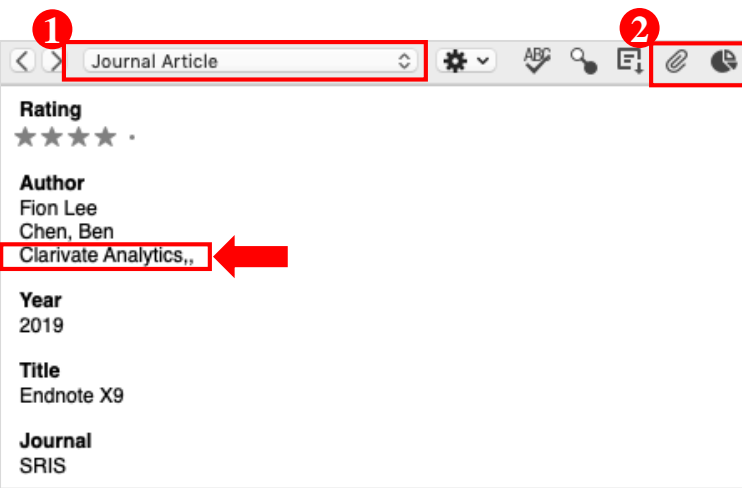 1
2
Journal Article
ABC
Rating
Author
Fion Lee
Chen, Ben
Clarivate Analytics,,
Year
2019
Title
Endnote X9
Journal
SRIS